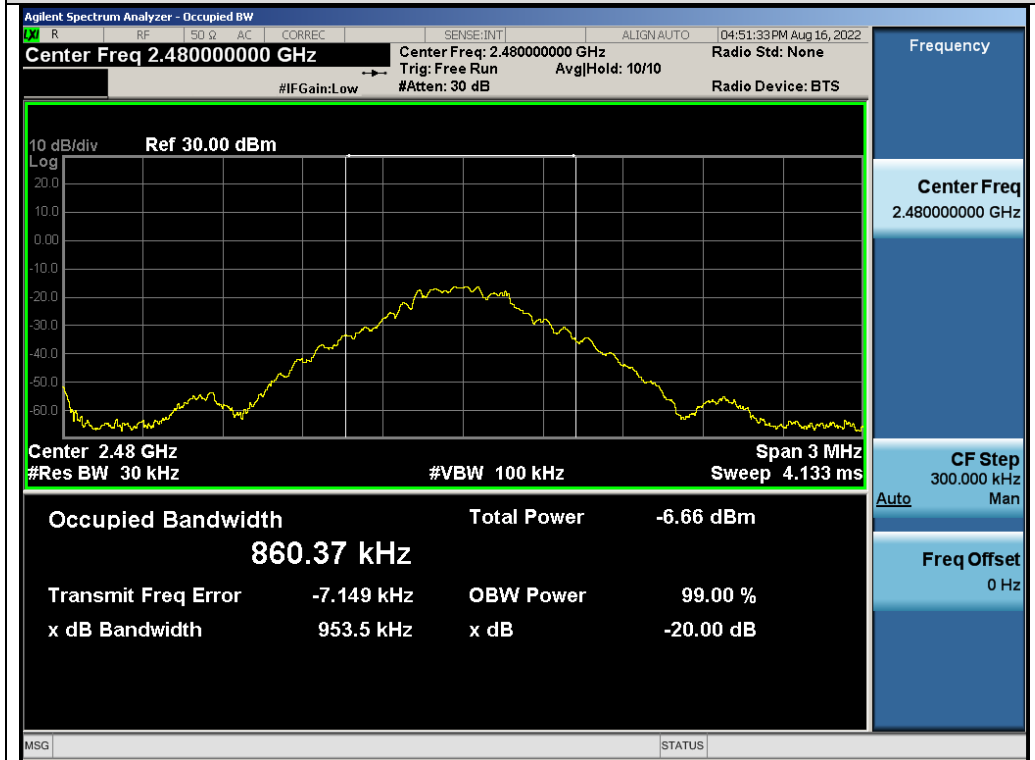 Agilent Spectrum Analyzer - Occupied BW
LXI R RF 50 Ω AC CORREC SENSE:INT ALIGN AUTO 04:51:33 PM Aug 16, 2022
Center Freq 2.480000000 GHz Center Freq: 2.480000000 GHz Radio Std: None
Trig: Free Run Avg|Hold: 10/10
#IFGain:Low #Atten: 30 dB Radio Device: BTS
10 dB/div Ref 30.00 dBm
Log
20.0
10.0
0.00
-10.0
-20.0
-30.0
-40.0
-50.0
-60.0
Center 2.48 GHz Span 3 MHz
#Res BW 30 kHz #VBW 100 kHz Sweep 4.133 ms
Occupied Bandwidth Total Power -6.66 dBm
860.37 kHz
Transmit Freq Error -7.149 kHz OBW Power 99.00 %
x dB Bandwidth 953.5 kHz x dB -20.00 dB
MSG STATUS
Frequency
Center Freq
2.480000000 GHz
CF Step
300.000 kHz
Auto Man
Freq Offset
0 Hz